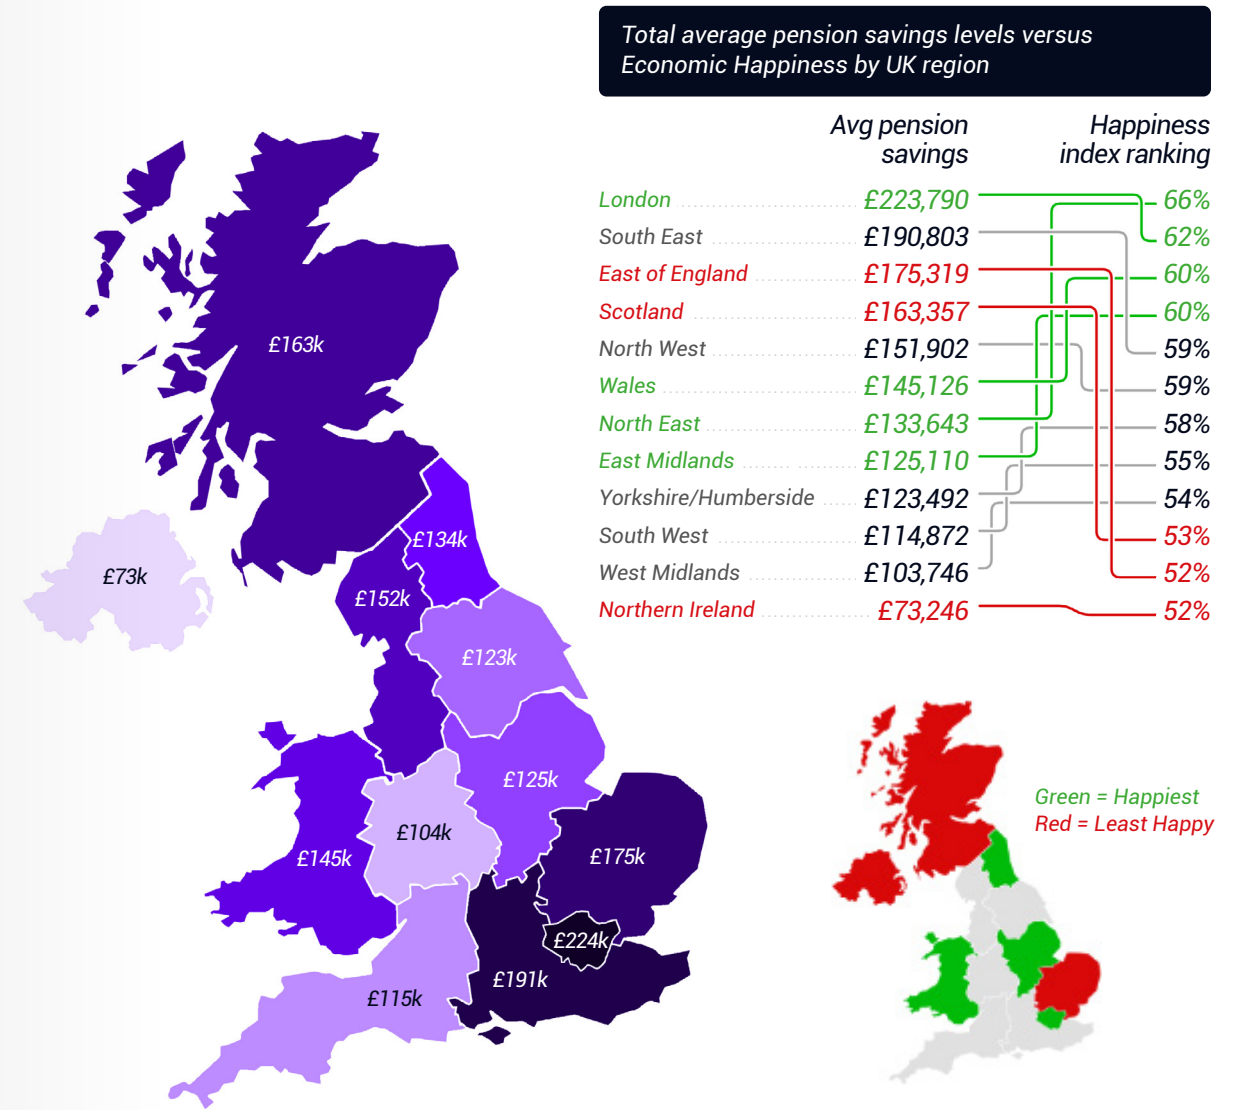 Total average pension savings levels versus
Economic Happiness by UK region
Avg pension
savings
Happiness
index ranking
London £223,790 66%
South East £190,803 62%
East of England £175,319 60%
Scotland £163,357 60%
North West £151,902 59%
Wales £145,126 59%
North East £133,643 58%
East Midlands £125,110 55%
Yorkshire/Humberside £123,492 54%
South West £114,872 53%
West Midlands £103,746 52%
Northern Ireland £73,246 52%
£163k
£134k
£73k
£152k
£123k
£125k
£104k
£145k
£175k
£224k
£191k
£115k
Green = Happiest
Red = Least Happy